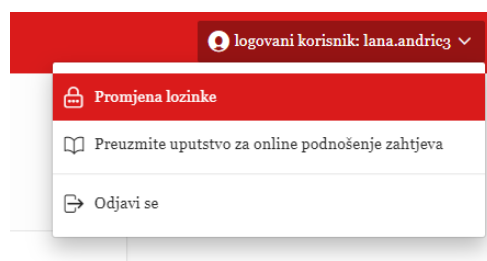 logovani korisnik: lana.andric3
Promjena lozinke
Preuzmite uputstvo za online podnošenje zahtjeva
Odjavi se